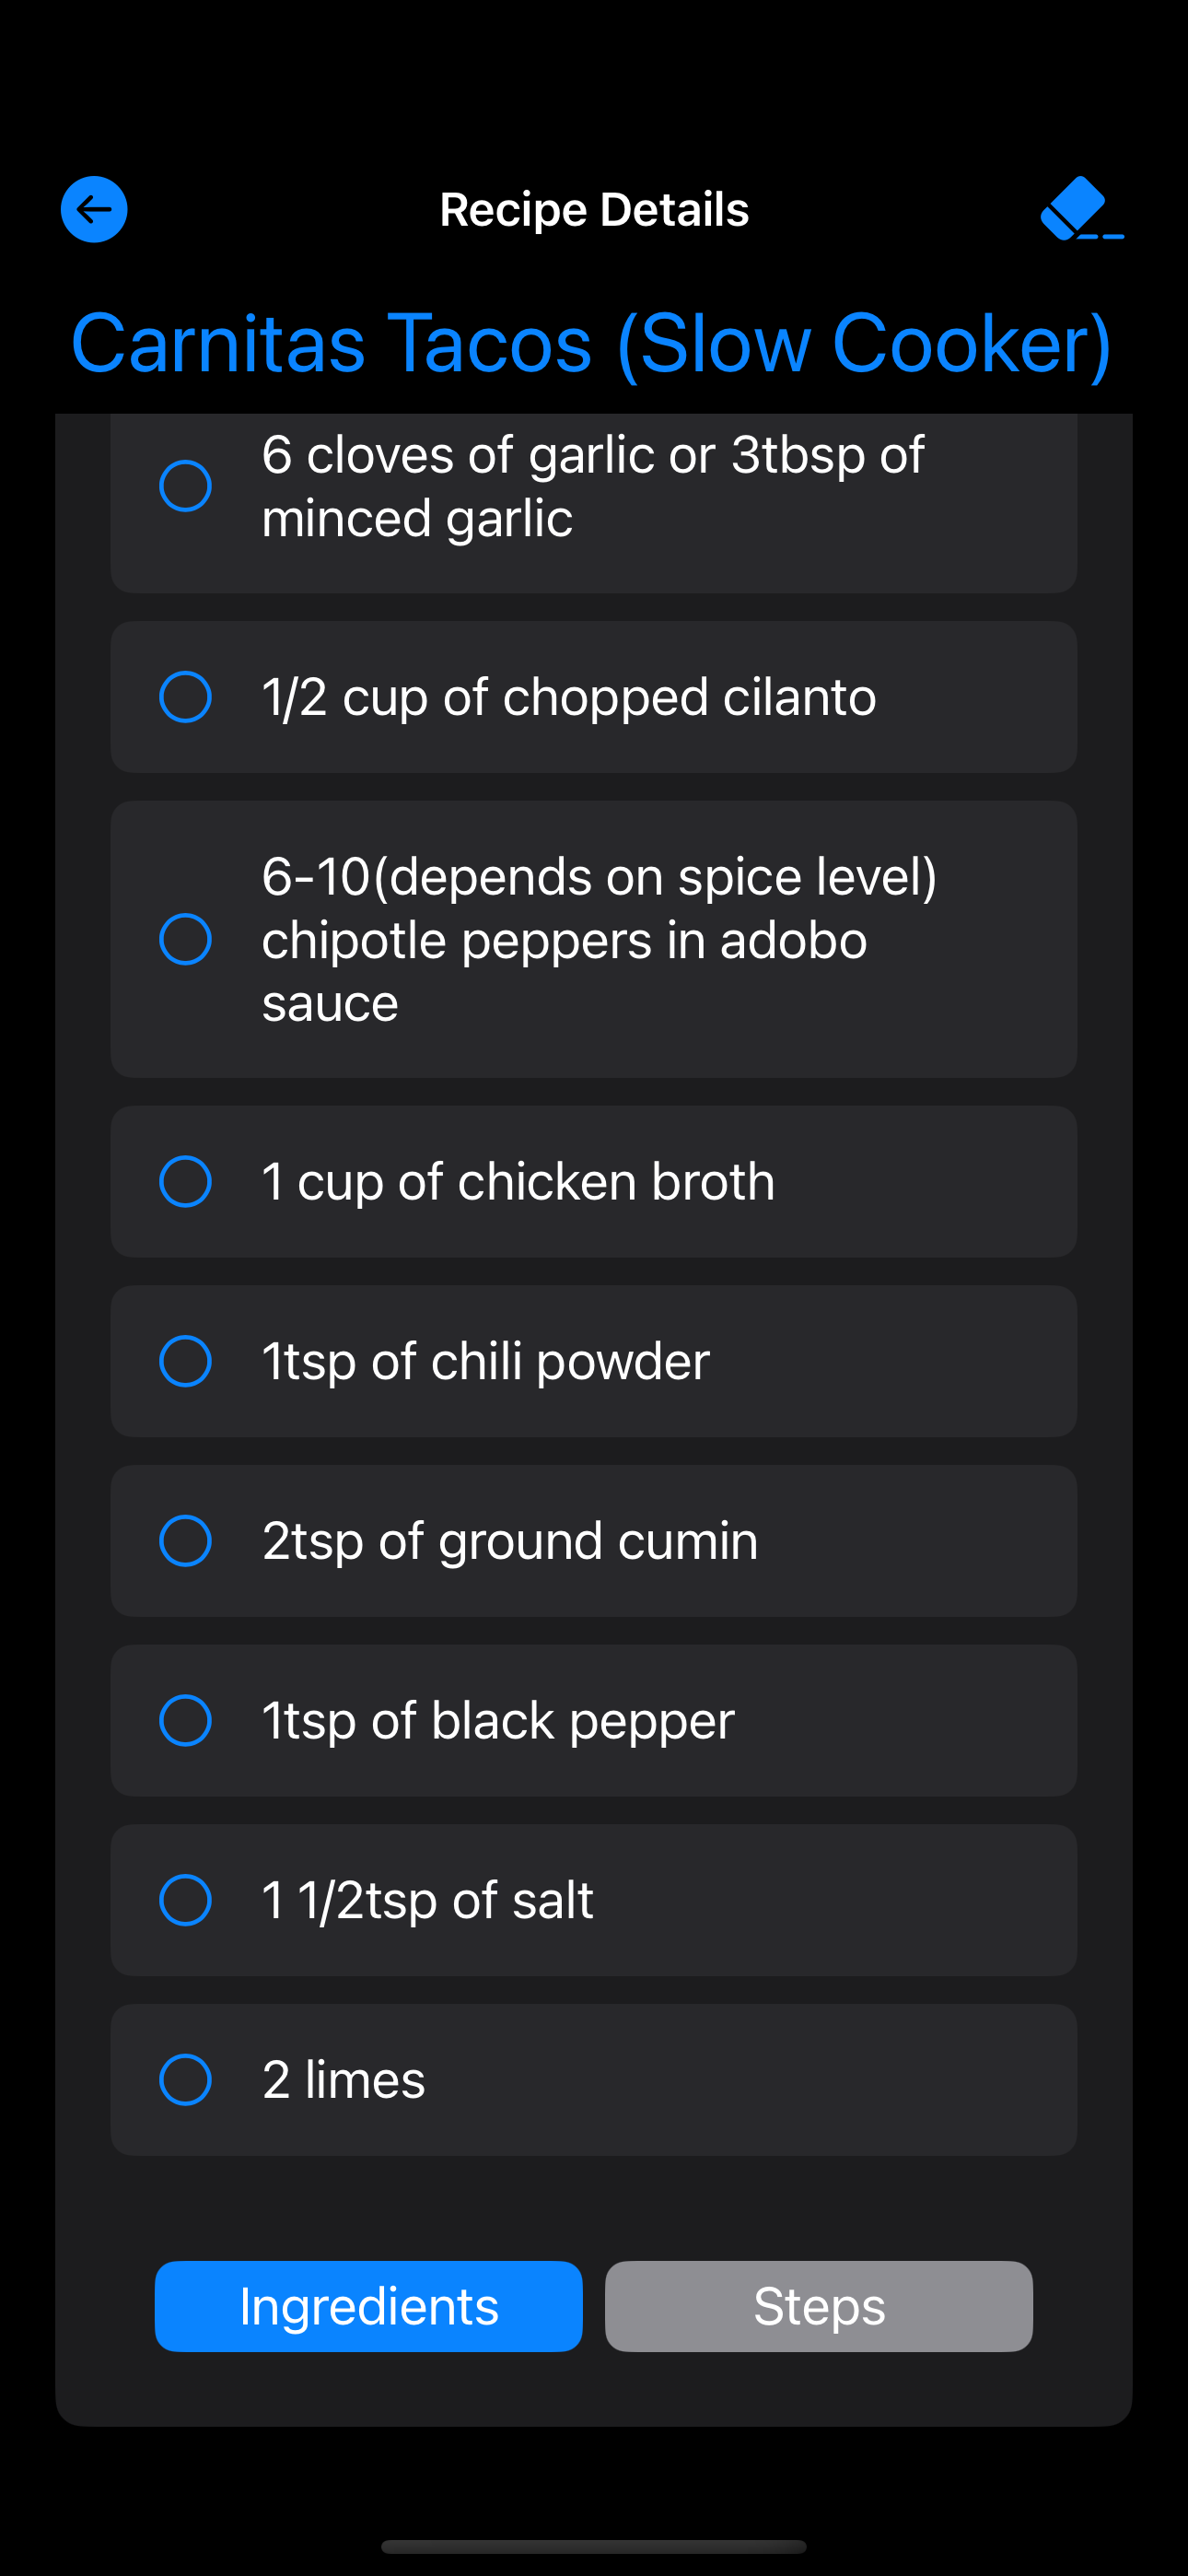 Recipe Details
Carnitas Tacos (Slow Cooker)
6 cloves of garlic or 3tbsp of
minced garlic
1/2 cup of chopped cilanto
6-10(depends on spice level)
chipotle peppers in adobo
sauce
1 cup of chicken broth
1tsp of chili powder
2tsp of ground cumin
1tsp of black pepper
1 1/2tsp of salt
2 limes
Ingredients
Steps